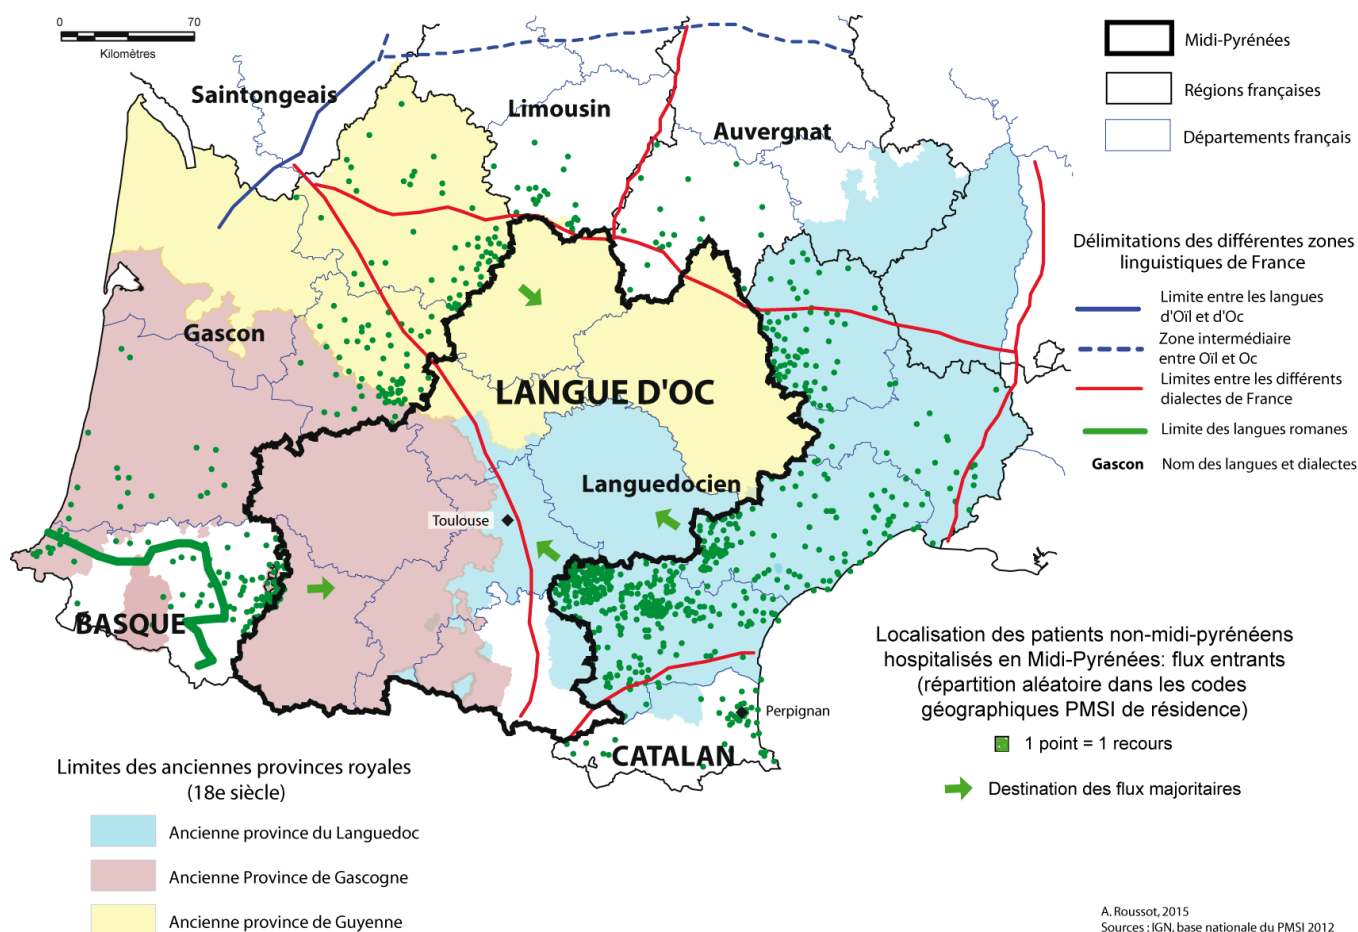 0 70
Kilomètres
Saintongeais
Limousin
Auvergnat
Gascon
LANGUE D'OC
Languedocien
Toulouse
BASQUE
Perpignan
CATALAN
Midi-Pyrénées
Régions françaises
Départements français
Délimitations des différentes zones
linguistiques de France
Limite entre les langues
d'Oïl et d'Oc
Zone intermédiaire
entre Oïl et Oc
Limites entre les différents
dialectes de France
Limite des langues romanes
Gascon Nom des langues et dialectes
Localisation des patients non-midi-pyrénéens
hospitalisés en Midi-Pyrénées: flux entrants
(répartition aléatoire dans les codes
géographiques PMSI de résidence)
1 point = 1 recours
Destination des flux majoritaires
Limites des anciennes provinces royales
(18e siècle)
Ancienne province du Languedoc
Ancienne Province de Gascogne
Ancienne province de Guyenne
A. Roussot, 2015
Sources : IGN, base nationale du PMSI 2012